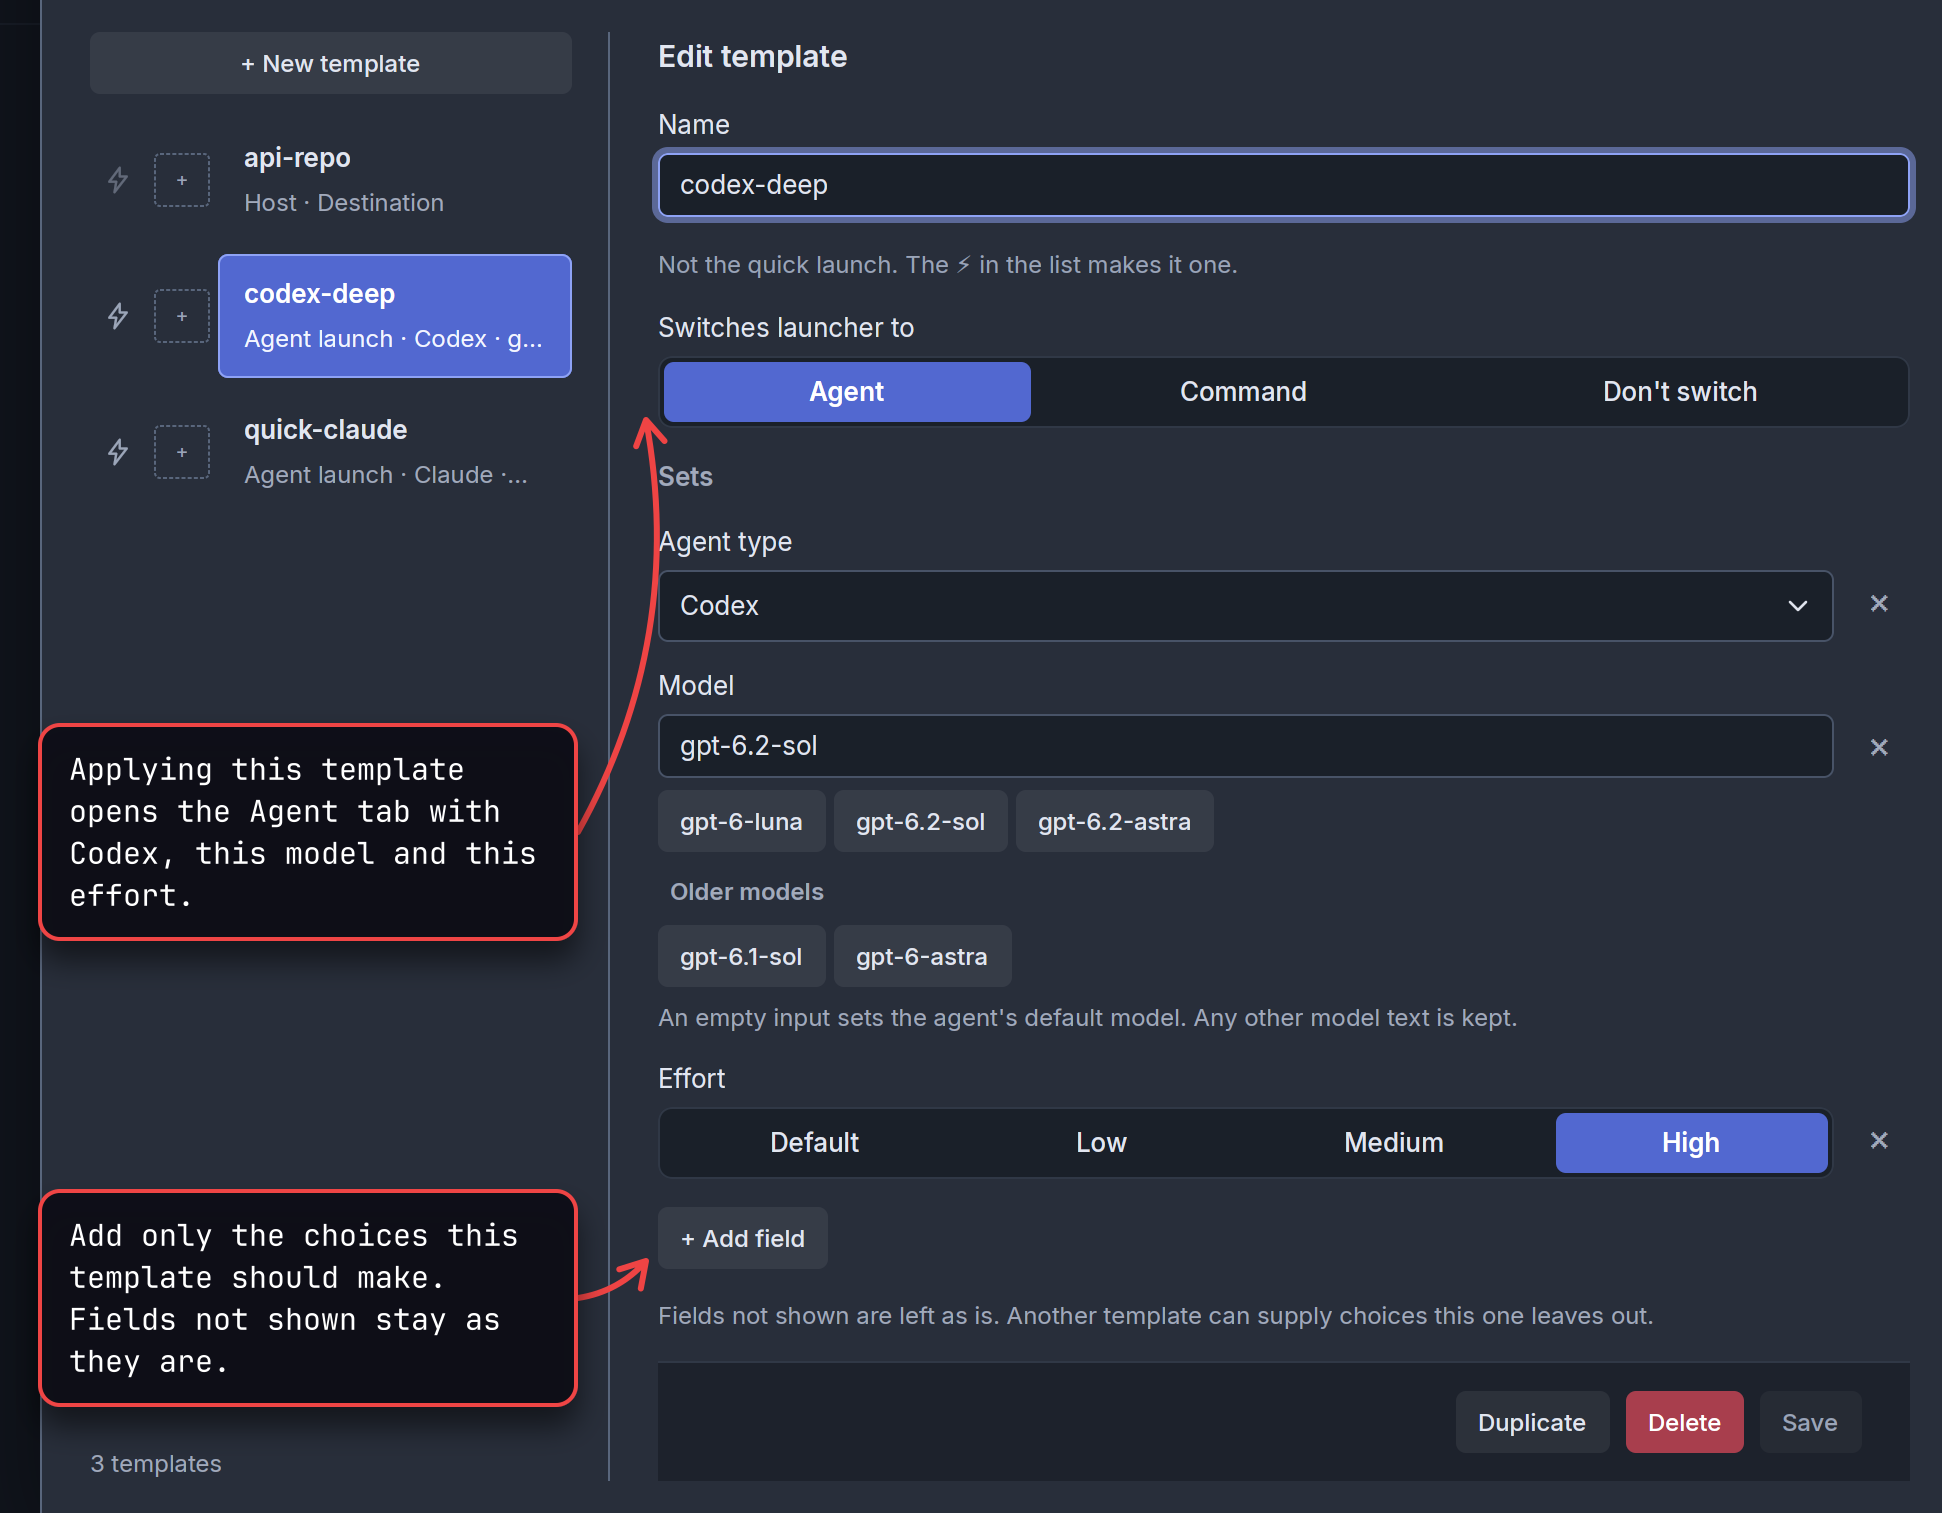 + New template
+
api-repo
Host · Destination
+
codex-deep
Agent launch · Codex · g...
+
quick-claude
Agent launch · Claude ·...
Applying this template
opens the Agent tab with
Codex, this model and this
effort.
Add only the choices this
template should make.
Fields not shown stay as
they are.
3 templates
Edit template
Name
codex-deep
Not the quick launch. The ⚡ in the list makes it one.
Switches launcher to
Agent Command Don't switch
Sets
Agent type
Codex
Model
gpt-6.2-sol
gpt-6-luna gpt-6.2-sol gpt-6.2-astra
Older models
gpt-6.1-sol gpt-6-astra
An empty input sets the agent's default model. Any other model text is kept.
Effort
Default Low Medium High
+ Add field
Fields not shown are left as is. Another template can supply choices this one leaves out.
Duplicate Delete Save